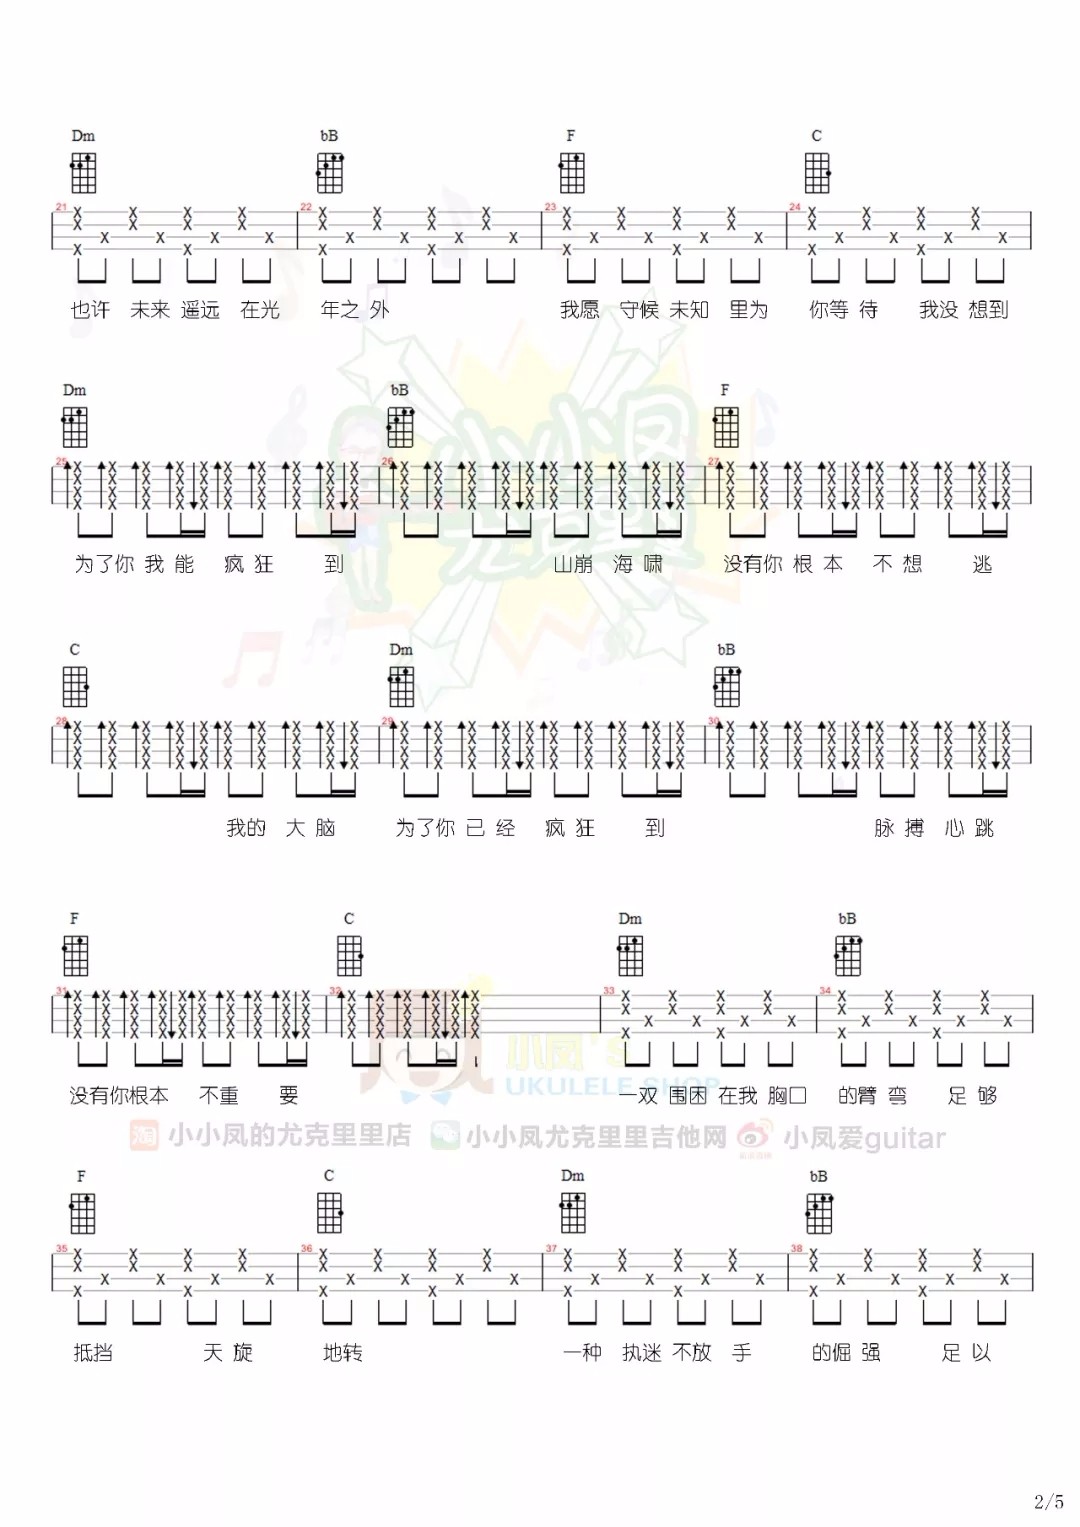 Dm bB F C
21 22 23 24
也许 未来 遥远 在光 年之外 我愿 守候 未知 里为 你等待 我没 想到
Dm bB F
25 26 27
为了你 我能 疯狂 到 山崩 海啸 没有你 根本 不想 逃
C Dm bB
28 29 30
我的 大脑 为了你 已经 疯狂 到 脉搏 心跳
F C Dm bB
31 32 33 34
小凤's
UKULELE SHOP
没有你根本 不重 要 一双 围困 在我 胸口 的臂弯 足够
淘 小小凤的尤克里里店 小小凤尤克里里吉他网 小凤爱guitar
F C Dm bB
35 36 37 38
抵挡 天旋 地转 一种 执迷 不放手 的倔强 足以
2/5